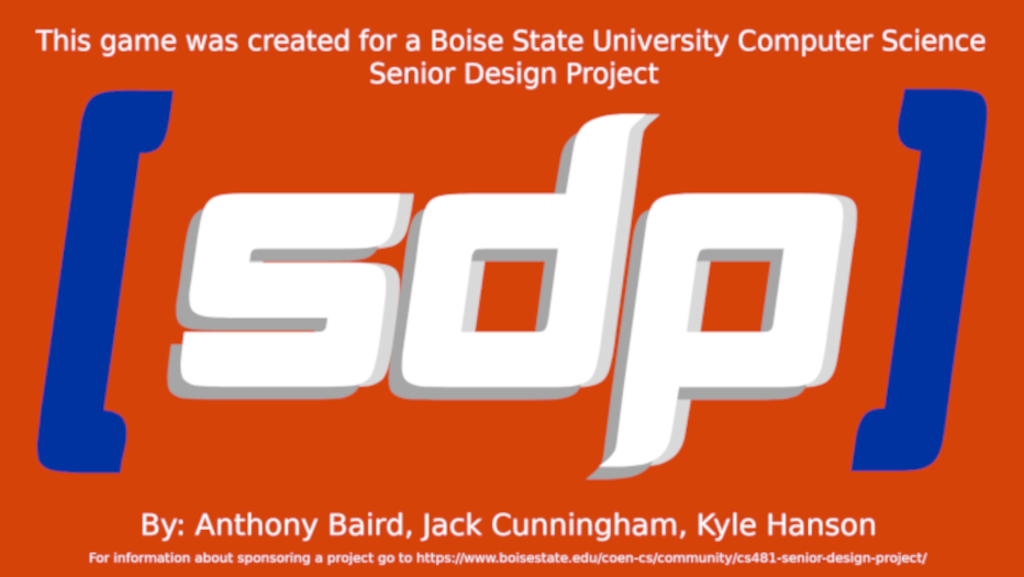 This game was created for a Boise State University Computer Science
Senior Design Project
[sdp]
By: Anthony Baird, Jack Cunningham, Kyle Hanson
For information about sponsoring a project go to https://www.boisestate.edu/coen-cs/community/cs481-senior-design-project/